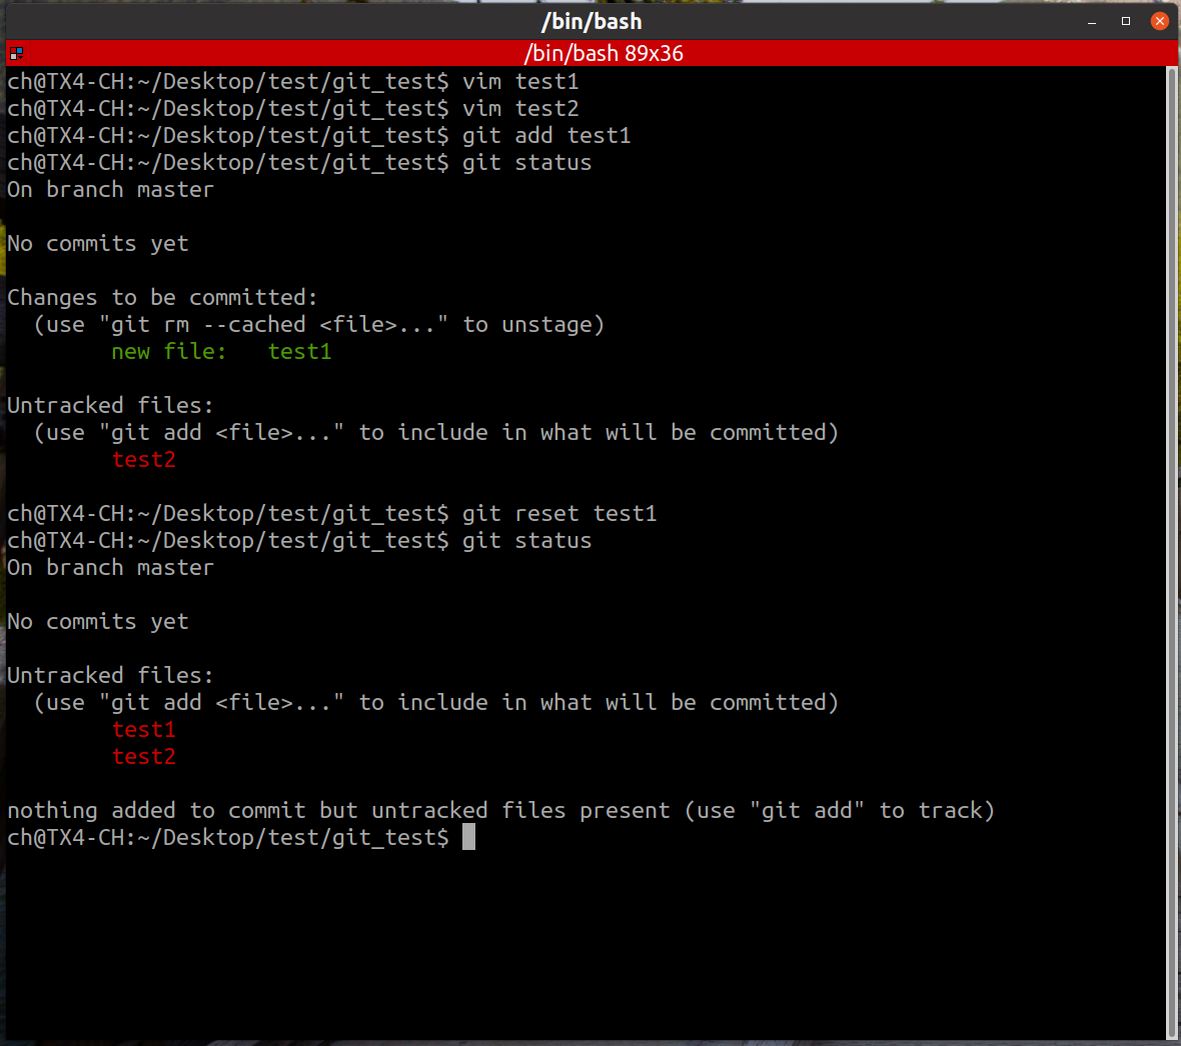 /bin/bash
/bin/bash 89x36
ch@TX4-CH:~/Desktop/test/git_test$ vim test1
ch@TX4-CH:~/Desktop/test/git_test$ vim test2
ch@TX4-CH:~/Desktop/test/git_test$ git add test1
ch@TX4-CH:~/Desktop/test/git_test$ git status
On branch master

No commits yet

Changes to be committed:
  (use "git rm --cached <file>..." to unstage)
        new file:   test1

Untracked files:
  (use "git add <file>..." to include in what will be committed)
        test2

ch@TX4-CH:~/Desktop/test/git_test$ git reset test1
ch@TX4-CH:~/Desktop/test/git_test$ git status
On branch master

No commits yet

Untracked files:
  (use "git add <file>..." to include in what will be committed)
        test1
        test2

nothing added to commit but untracked files present (use "git add" to track)
ch@TX4-CH:~/Desktop/test/git_test$